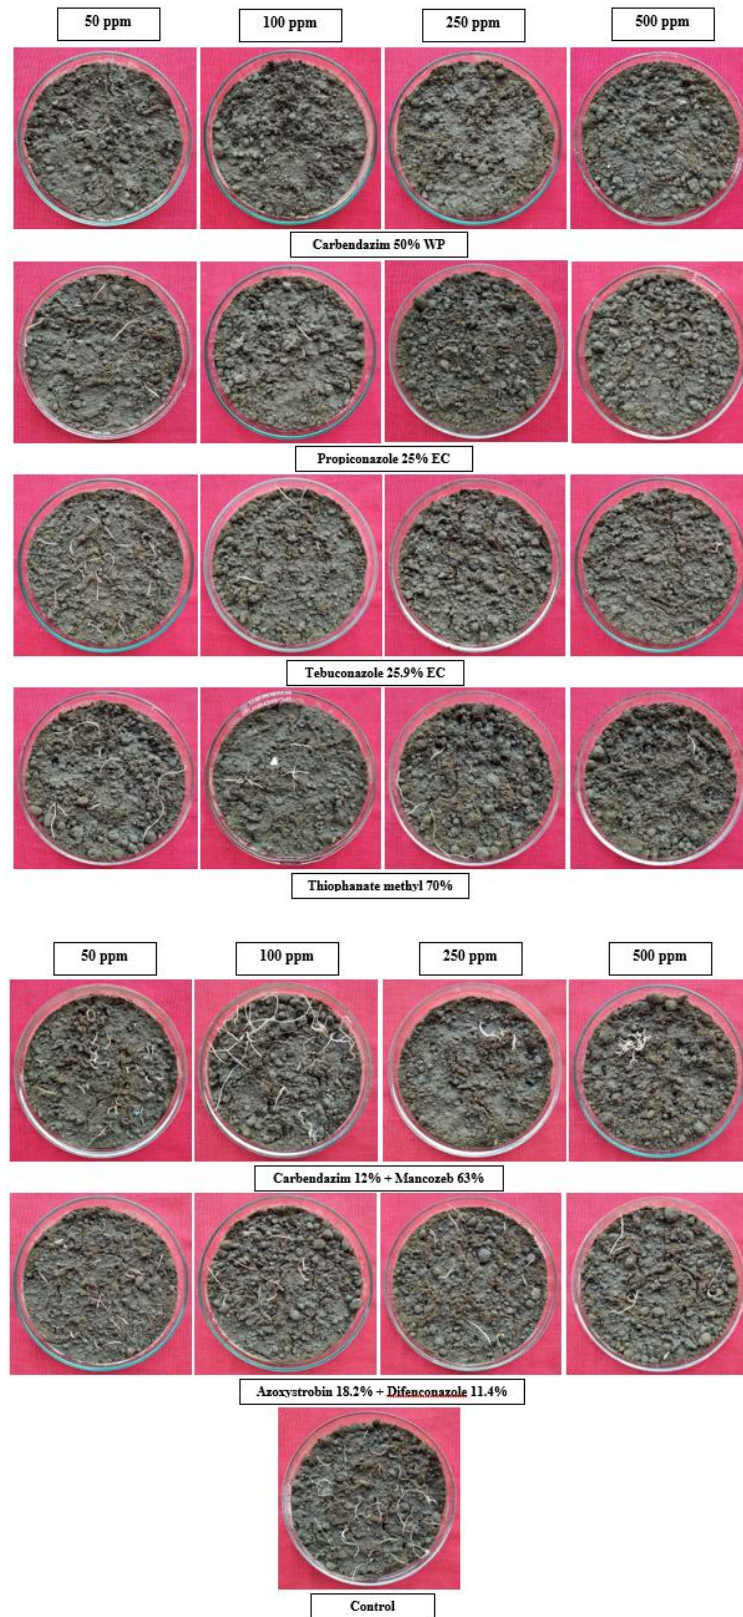 50 ppm
100 ppm
250 ppm
500 ppm
Carbendazim 50% WP
Propiconazole 25% EC
Tebuconazole 25.9% EC
Thiophanate methyl 70%
50 ppm
100 ppm
250 ppm
500 ppm
Carbendazim 12% + Mancozeb 63%
Azoxystrobin 18.2% + Difenconazole 11.4%
Control